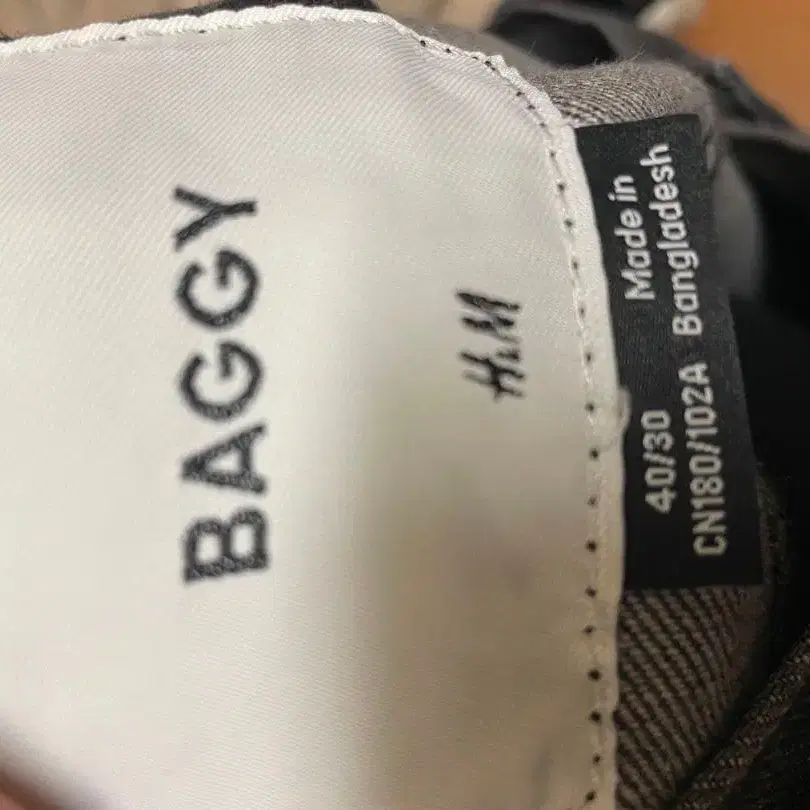 BAGGY
H&M
Made in
Bangladesh
40/30
CN180/102A